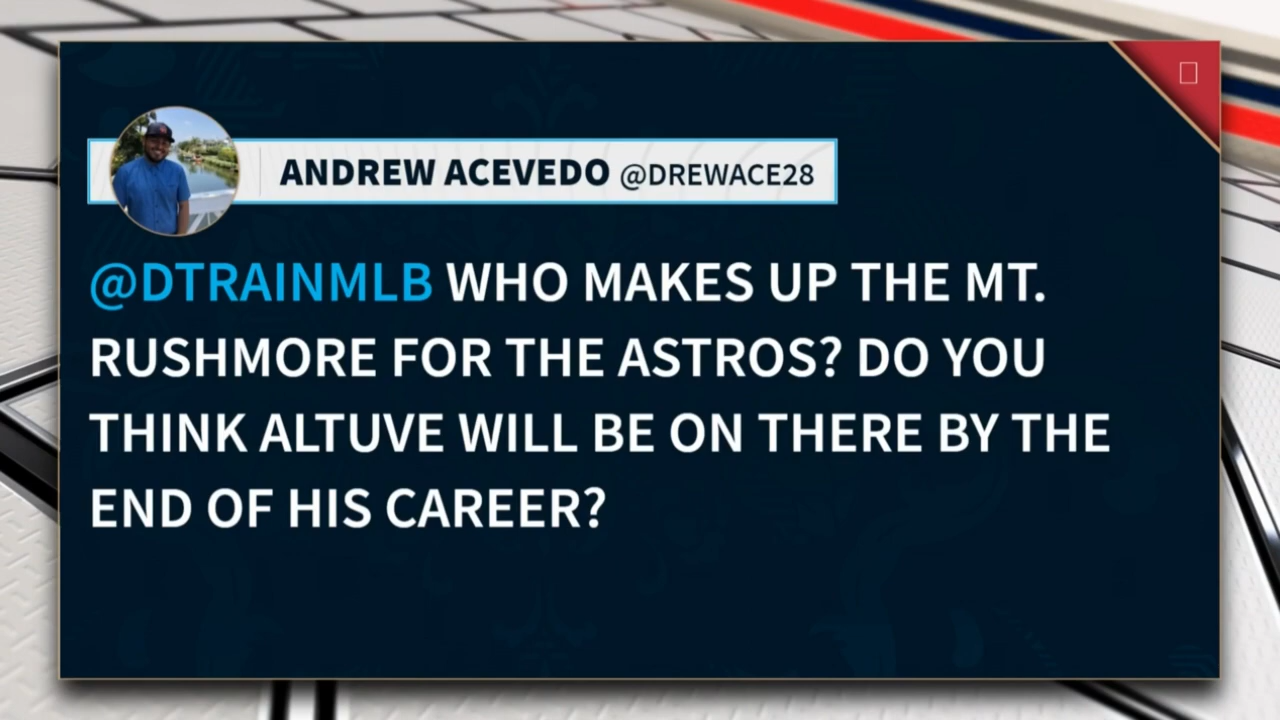 ANDREW ACEVEDO @DREWACE28
@DTRAINMLB WHO MAKES UP THE MT.
RUSHMORE FOR THE ASTROS? DO YOU
THINK ALTUVE WILL BE ON THERE BY THE
END OF HIS CAREER?